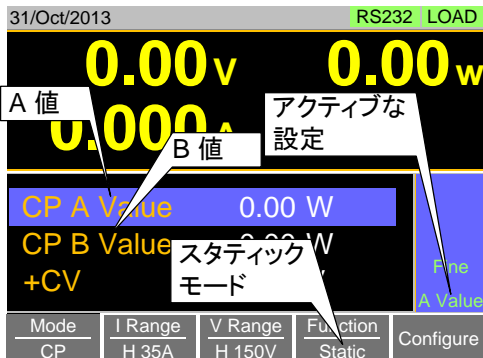 31/Oct/2013 RS232 LOAD
0.00 V 0.00 W
A 値
0.000
アクティブな
設定
B 値
CP A Value 0.00 W
CP B Value W
スタティック
モード
+CV
Fine
A Value
Mode I Range V Range Function Configure
CP H 35A H 150V Static